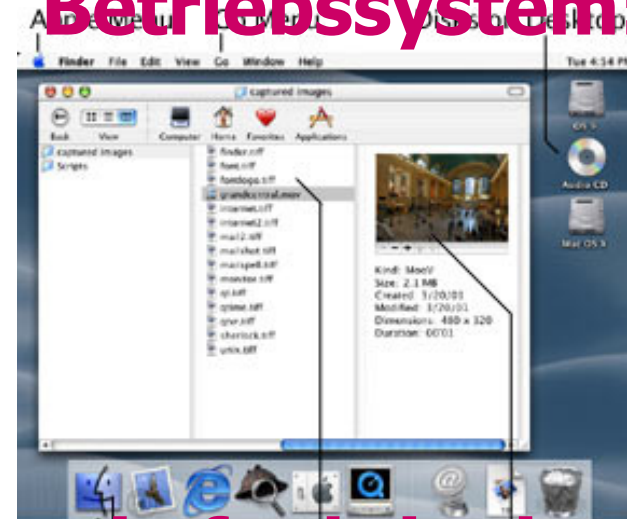 Betriebssystem:
Finder File Edit View Go Window Help
Tue 4:14 PM
captured images
Back View Computer Home Favorites Applications
captured images
Scripts
finder.tiff
font.tiff
fontlogo.tiff
grandcentral.mov
internet.tiff
internet2.tiff
mail2.tiff
mailshot.tiff
mailspell.tiff
monitor.tiff
qt.tiff
qtime.tiff
qtvr.tiff
sherlock.tiff
unix.tiff
Kind: MooV
Size: 2.1 MB
Created: 3/20/01
Modified: 3/20/01
Dimensions: 480 x 320
Duration: 00'01
OS 9
Audio CD
Mac OS X